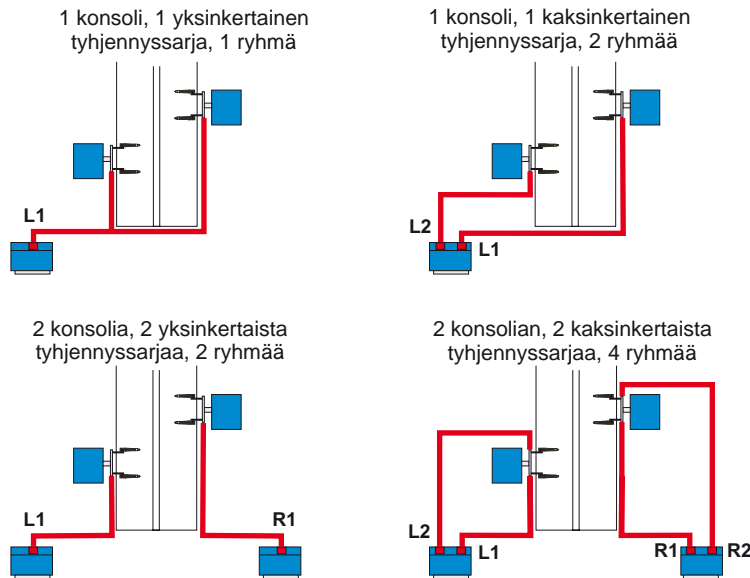 1 konsoli, 1 yksinkertainen
tyhjennyssarja, 1 ryhmä
L1
1 konsoli, 1 kaksinkertainen
tyhjennyssarja, 2 ryhmää
L2
L1
2 konsolia, 2 yksinkertaista
tyhjennyssarjaa, 2 ryhmää
L1
R1
2 konsolian, 2 kaksinkertaista
tyhjennyssarjaa, 4 ryhmää
L2
L1
R1
R2